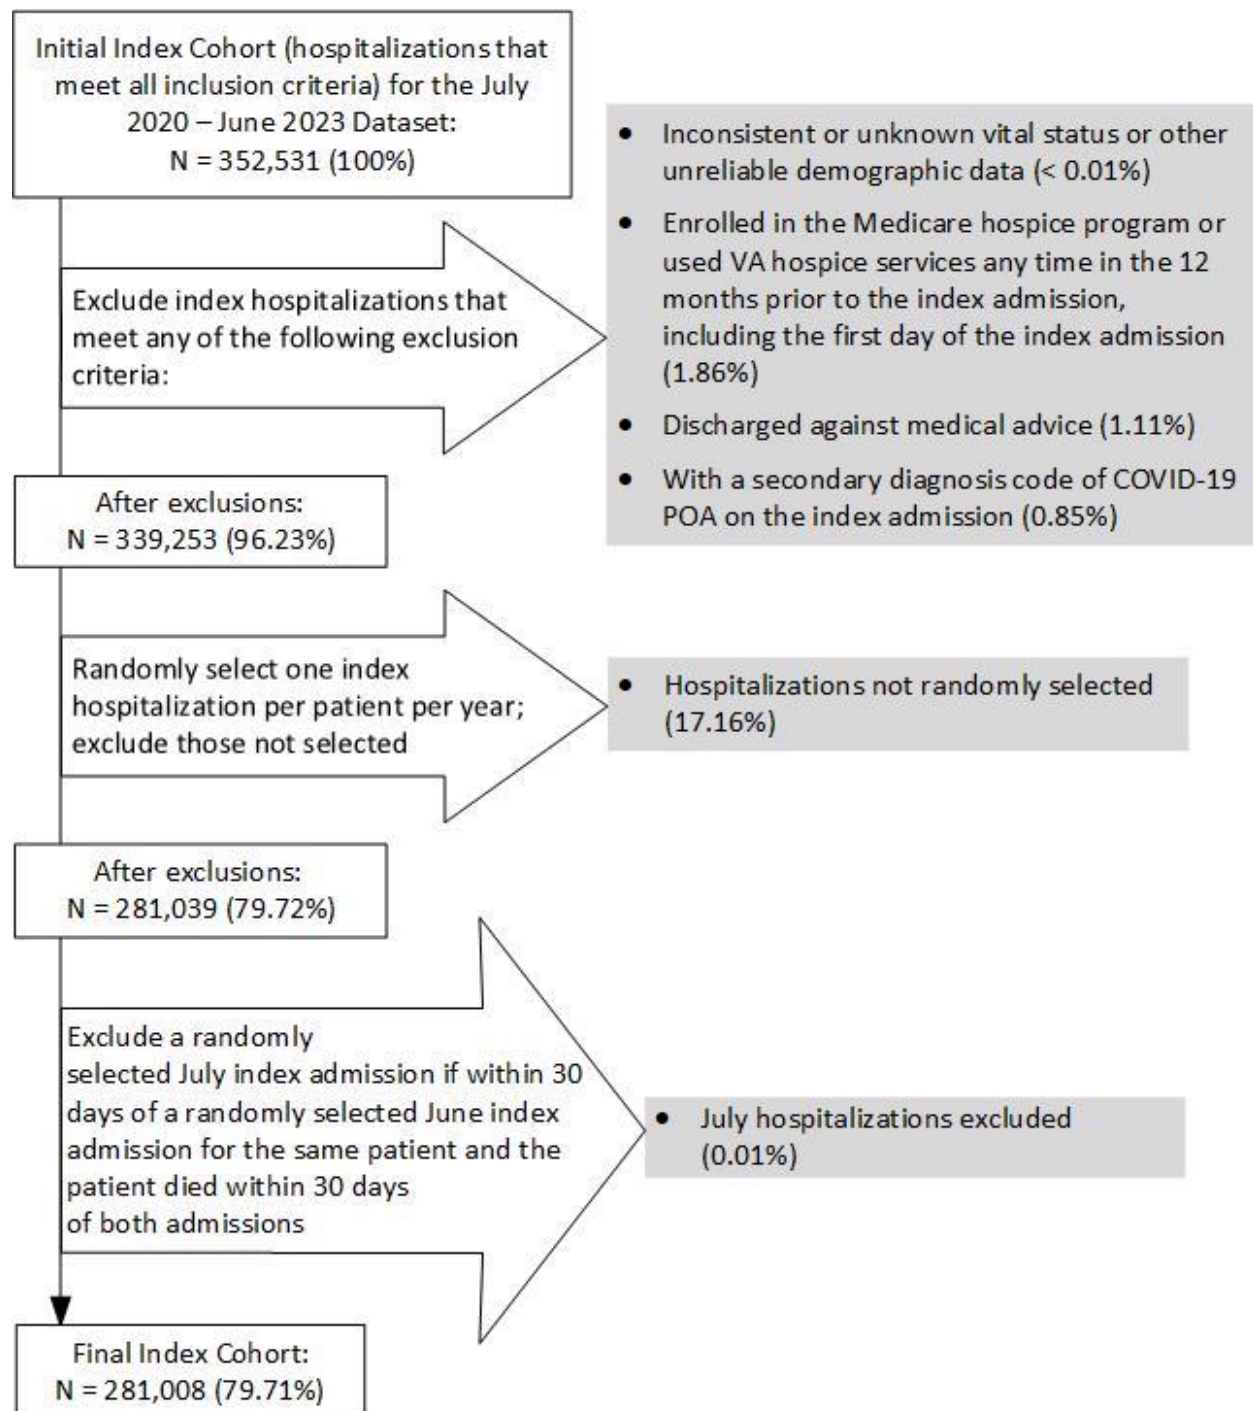 Initial Index Cohort (hospitalizations that
meet all inclusion criteria) for the July
2020 – June 2023 Dataset:
N = 352,531 (100%)
Exclude index hospitalizations that
meet any of the following exclusion
criteria:
• Inconsistent or unknown vital status or other
unreliable demographic data (< 0.01%)
• Enrolled in the Medicare hospice program or
used VA hospice services any time in the 12
months prior to the index admission,
including the first day of the index admission
(1.86%)
• Discharged against medical advice (1.11%)
• With a secondary diagnosis code of COVID-19
POA on the index admission (0.85%)
After exclusions:
N = 339,253 (96.23%)
Randomly select one index
hospitalization per patient per year;
exclude those not selected
• Hospitalizations not randomly selected
(17.16%)
After exclusions:
N = 281,039 (79.72%)
Exclude a randomly
selected July index admission if within 30
days of a randomly selected June index
admission for the same patient and the
patient died within 30 days
of both admissions
• July hospitalizations excluded
(0.01%)
Final Index Cohort:
N = 281,008 (79.71%)